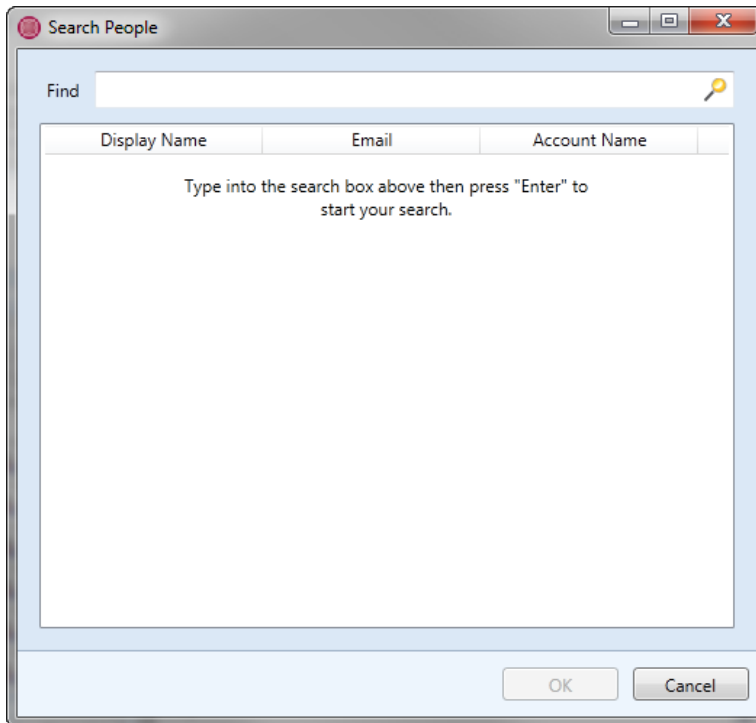 Search People
Find
Display Name Email Account Name
Type into the search box above then press "Enter" to
start your search.
OK Cancel